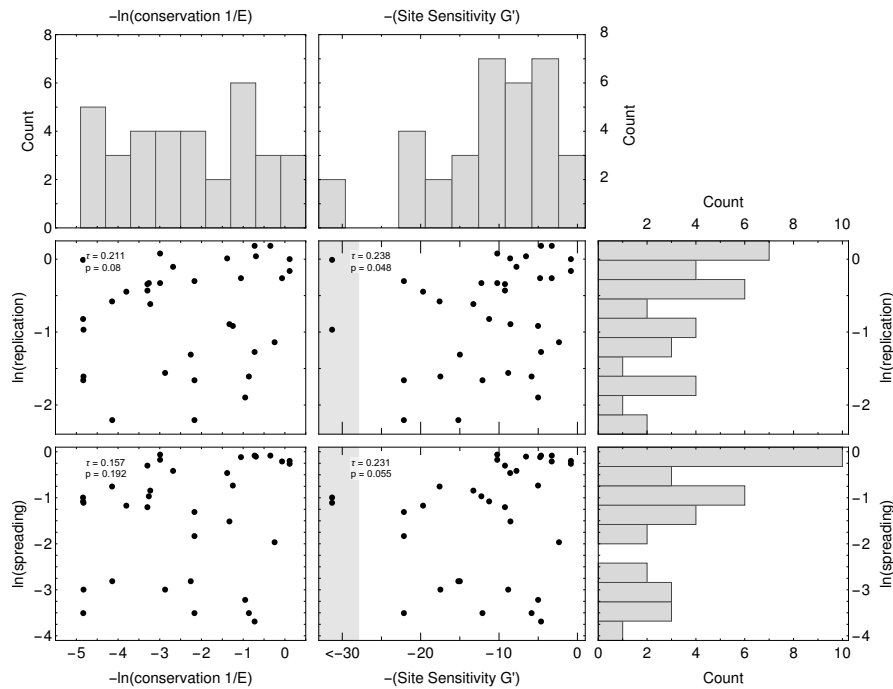 −ln(conservation 1/E)
−(Site Sensitivity G')
8
6
4
2
0
Count
8
6
4
2
Count
Count
2
4
6
8
10
0
−1
−2
ln(replication)
τ = 0.211
p = 0.08
τ = 0.238
p = 0.048
0
−1
−2
ln(replication)
0
−1
−2
−3
−4
ln(spreading)
τ = 0.157
p = 0.192
τ = 0.231
p = 0.055
0
−1
−2
−3
−4
ln(spreading)
−5
−4
−3
−2
−1
0
<−30
−20
−10
0
0
2
4
6
8
10
−ln(conservation 1/E)
−(Site Sensitivity G')
Count